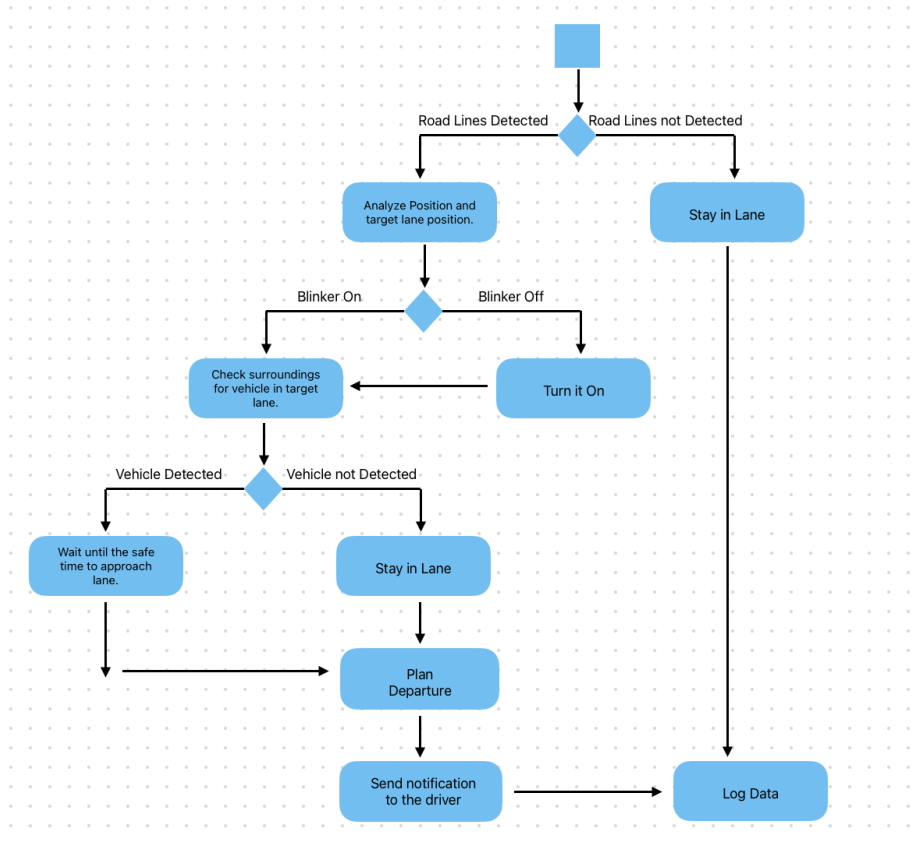 Road Lines Detected
Road Lines not Detected
Analyze Position and
target lane position.
Stay in Lane
Blinker On
Blinker Off
Check surroundings
for vehicle in target
lane.
Turn it On
Vehicle Detected
Vehicle not Detected
Wait until the safe
time to approach
lane.
Stay in Lane
Plan
Departure
Send notification
to the driver
Log Data